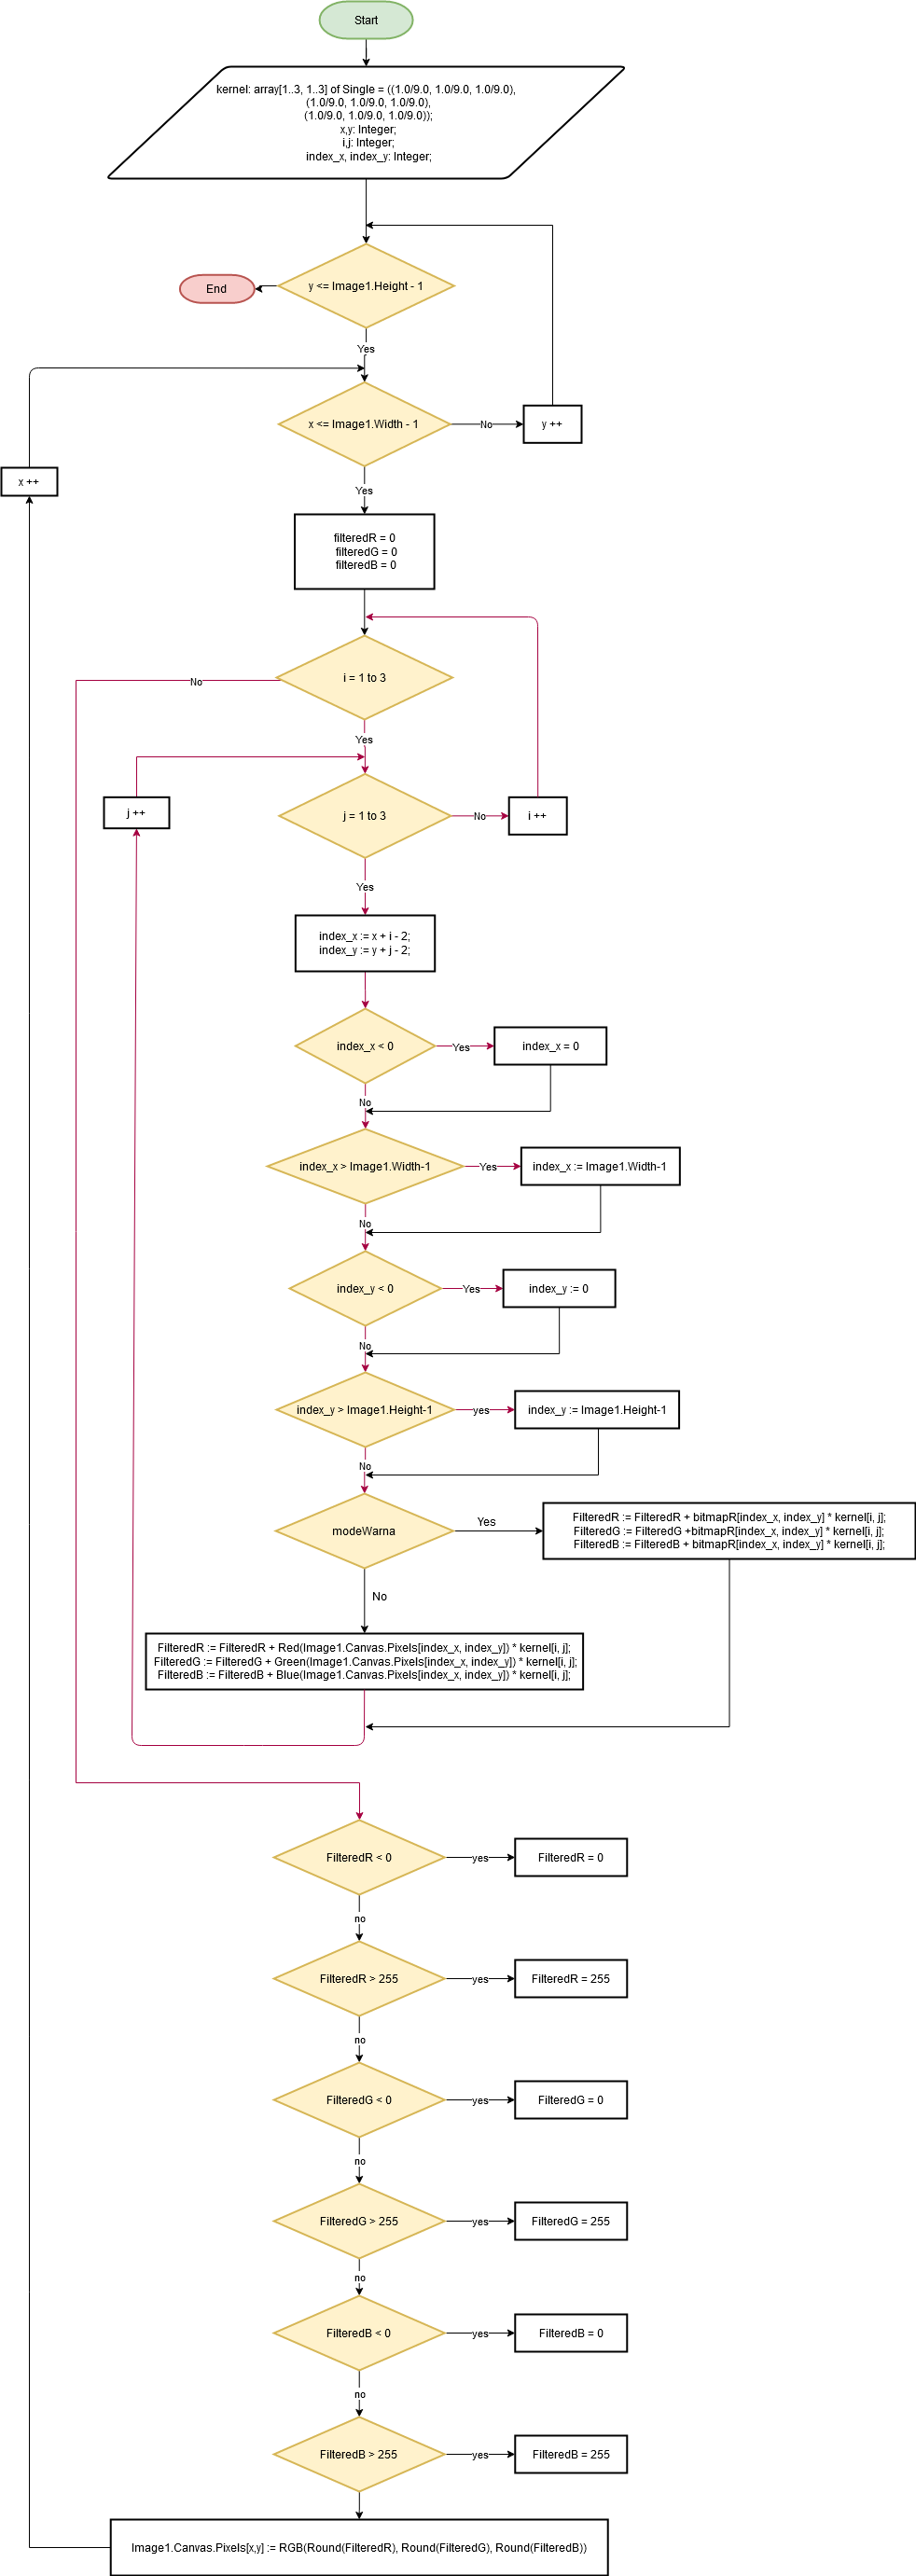 Start
kernel: array[1..3, 1..3] of Single = ((1.0/9.0, 1.0/9.0, 1.0/9.0),
(1.0/9.0, 1.0/9.0, 1.0/9.0),
(1.0/9.0, 1.0/9.0, 1.0/9.0));
x,y: Integer;
i,j: Integer;
index_x, index_y: Integer;
y <= Image1.Height - 1
End
Yes
x <= Image1.Width - 1
No
y ++
x ++
Yes
filteredR = 0
filteredG = 0
filteredB = 0
i = 1 to 3
No
Yes
j ++
j = 1 to 3
No
i ++
Yes
index_x := x + i - 2;
index_y := y + j - 2;
index_x < 0
Yes
index_x = 0
No
index_x > Image1.Width-1
Yes
index_x := Image1.Width-1
No
index_y < 0
Yes
index_y := 0
No
index_y > Image1.Height-1
yes
index_y := Image1.Height-1
No
modeWarna
Yes
FilteredR := FilteredR + bitmapR[index_x, index_y] * kernel[i, j];
FilteredG := FilteredG +bitmapR[index_x, index_y] * kernel[i, j];
FilteredB := FilteredB + bitmapR[index_x, index_y] * kernel[i, j];
No
FilteredR := FilteredR + Red(Image1.Canvas.Pixels[index_x, index_y]) * kernel[i, j];
FilteredG := FilteredG + Green(Image1.Canvas.Pixels[index_x, index_y]) * kernel[i, j];
FilteredB := FilteredB + Blue(Image1.Canvas.Pixels[index_x, index_y]) * kernel[i, j];
FilteredR < 0
yes
FilteredR = 0
no
FilteredR > 255
yes
FilteredR = 255
no
FilteredG < 0
yes
FilteredG = 0
no
FilteredG > 255
yes
FilteredG = 255
no
FilteredB < 0
yes
FilteredB = 0
no
FilteredB > 255
yes
FilteredB = 255
Image1.Canvas.Pixels[x,y] := RGB(Round(FilteredR), Round(FilteredG), Round(FilteredB))